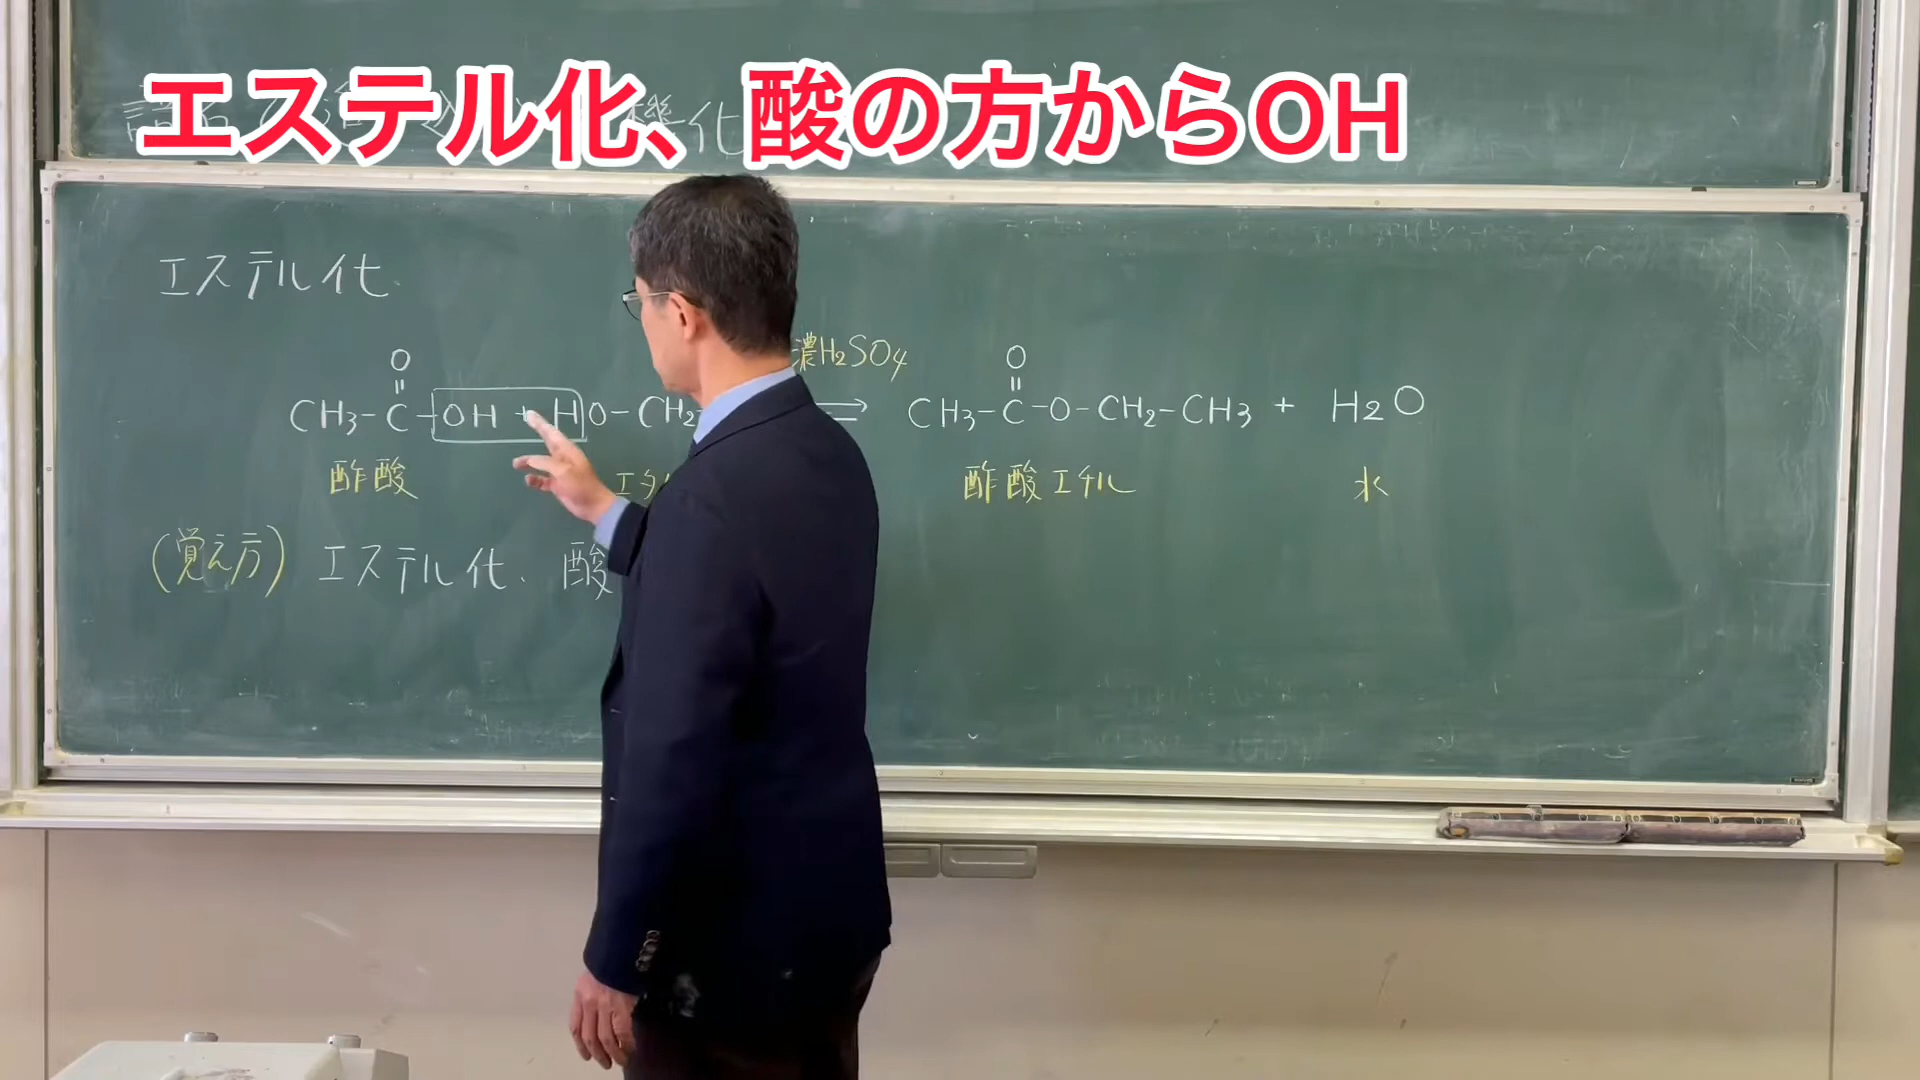 エステル化、酸の方からOH
エステル化
濃H2SO4
O O
CH3-C-OH + HO-CH2 → CH3-C-O-CH2-CH3 + H2O
酢酸 エタ 酢酸エチル 水
(覚え方) エステル化、酸